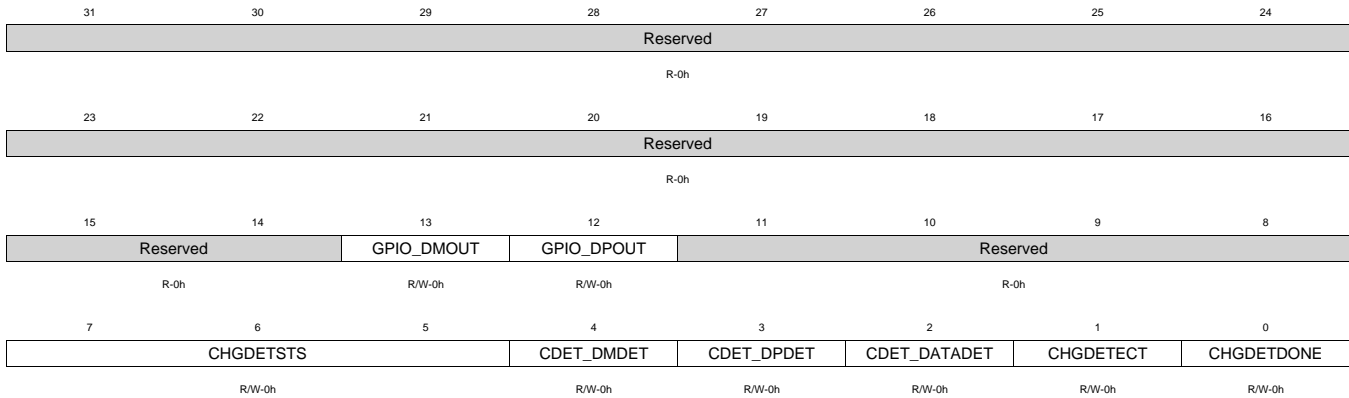 31 30 29 28 27 26 25 24
Reserved
R-0h
23 22 21 20 19 18 17 16
Reserved
R-0h
15 14 13 12 11 10 9 8
Reserved GPIO_DMOUT GPIO_DPOUT Reserved
R-0h R/W-0h R/W-0h R-0h
7 6 5 4 3 2 1 0
CHGDETSTS CDET_DMDET CDET_DPDET CDET_DATADET CHGDETECT CHGDETDONE
R/W-0h R/W-0h R/W-0h R/W-0h R/W-0h R/W-0h